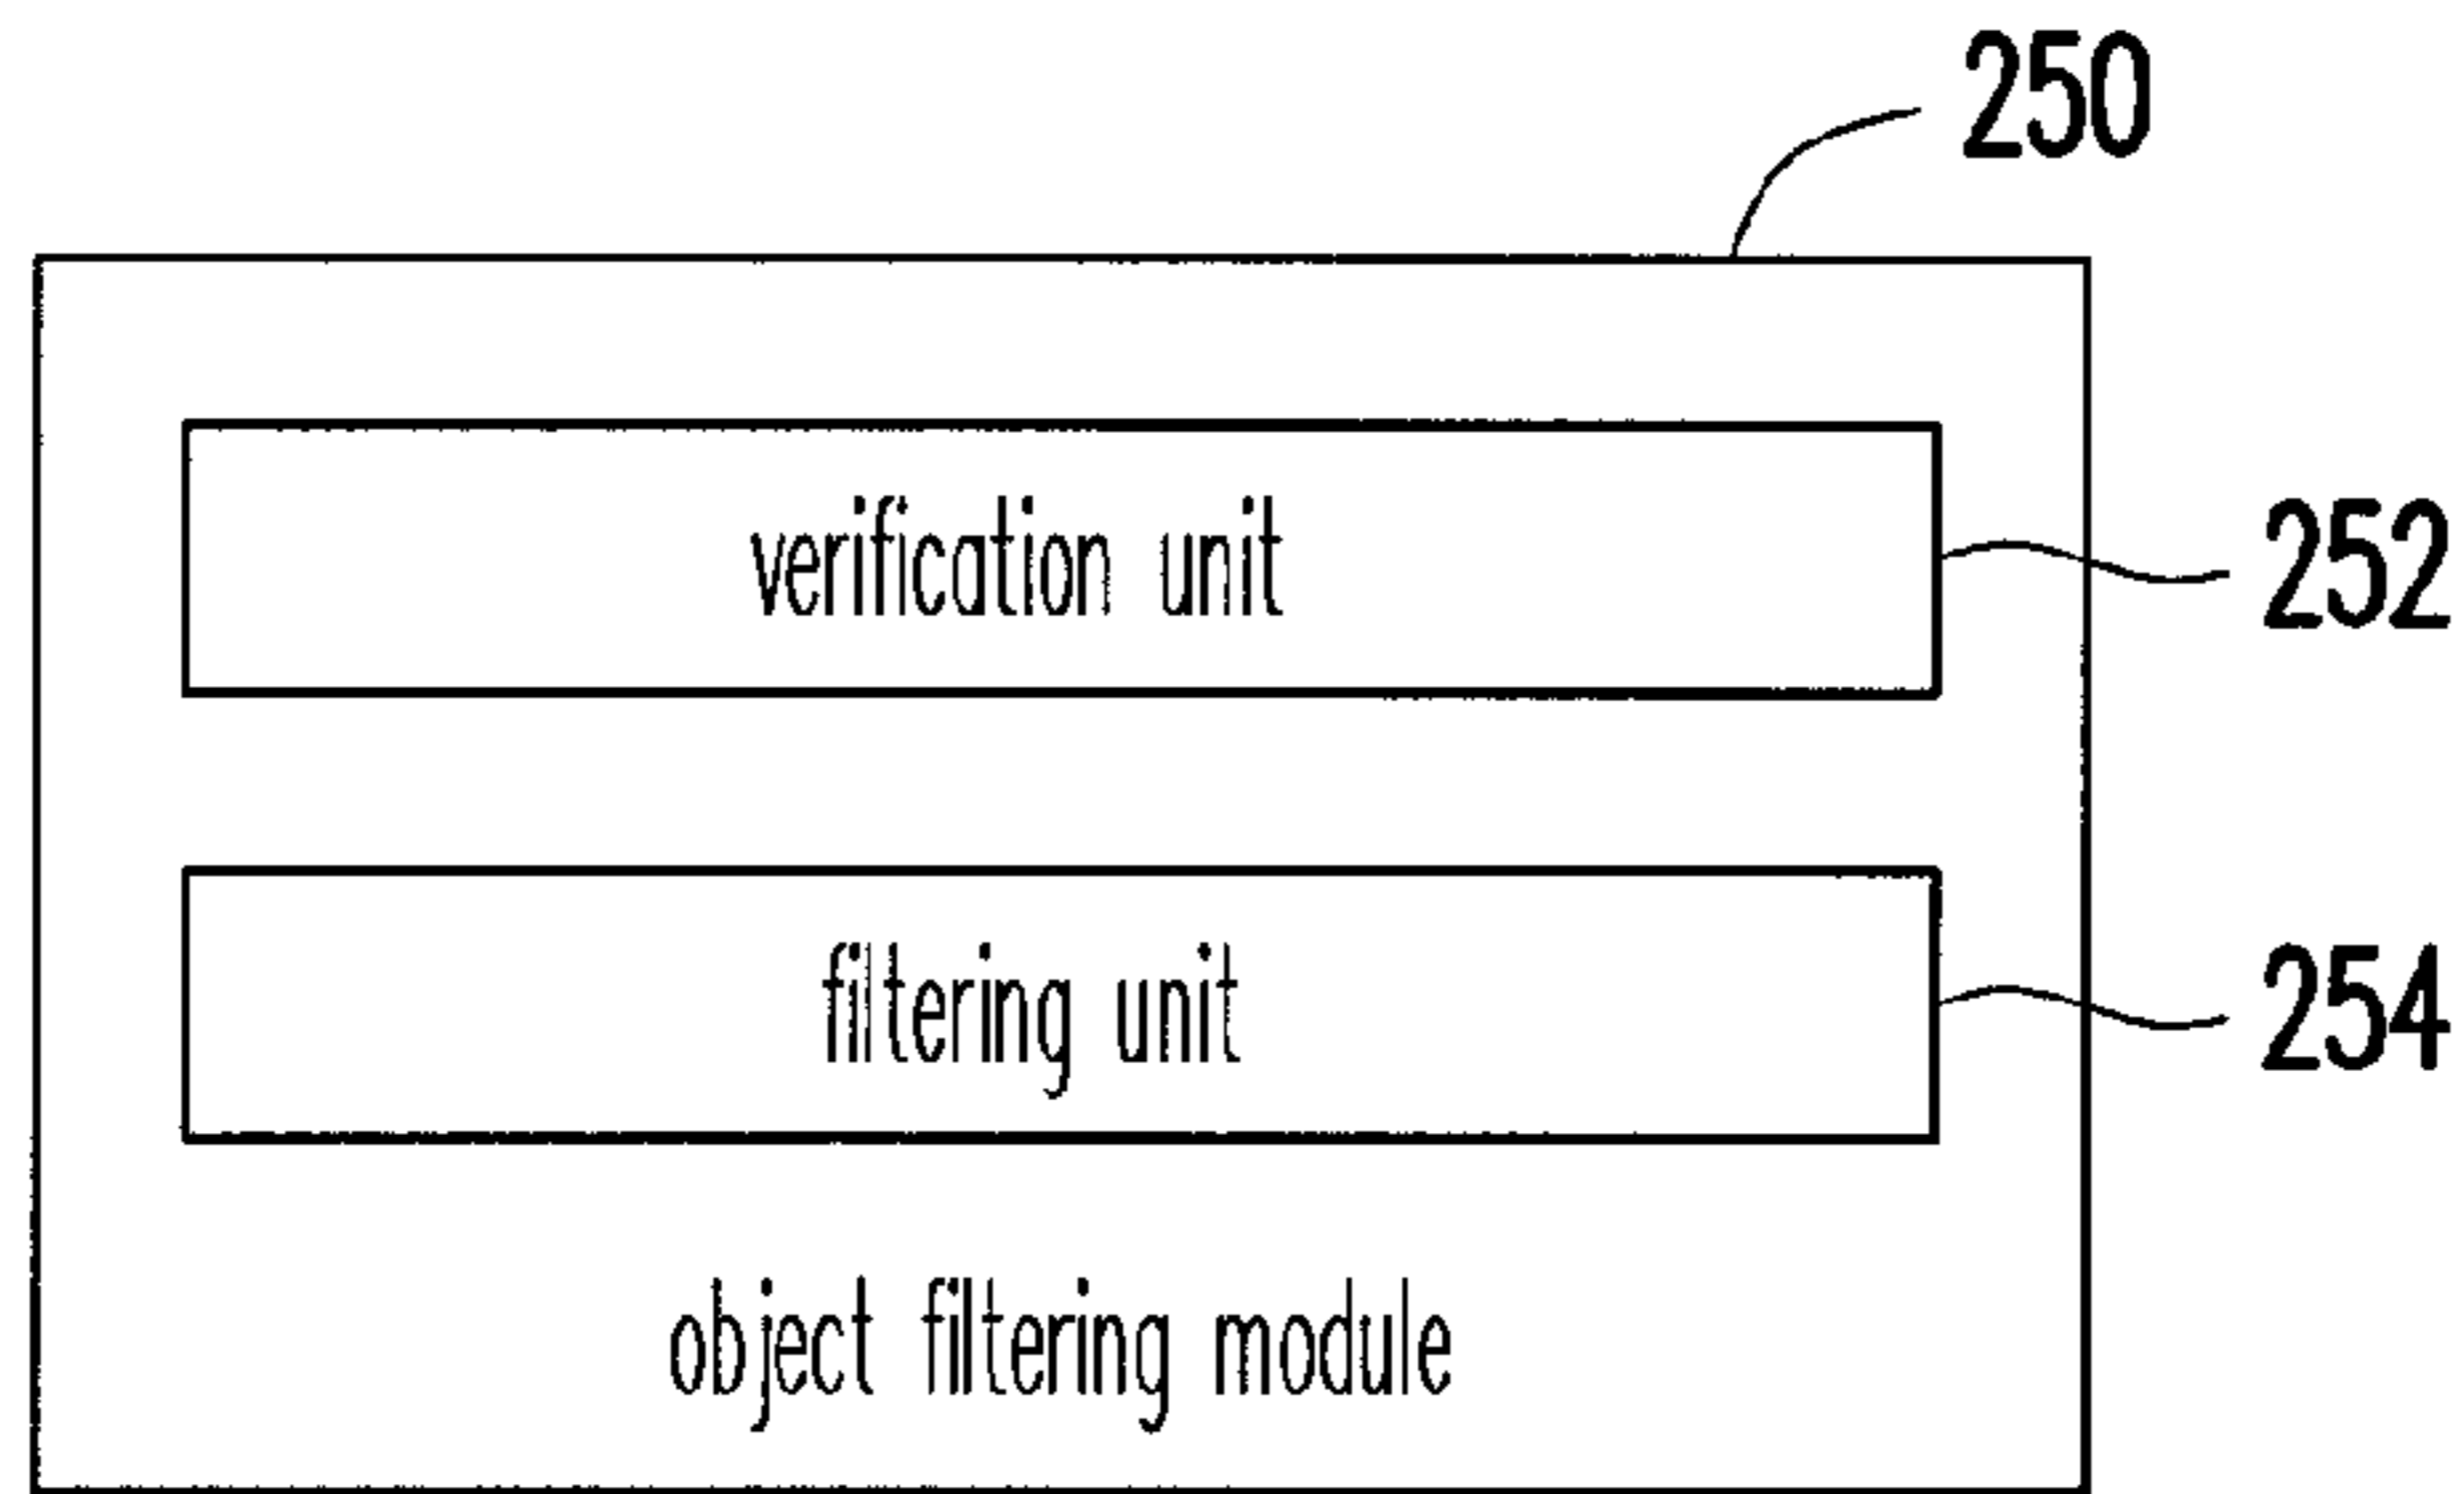 250
verification unit
252
filtering unit
254
object filtering module